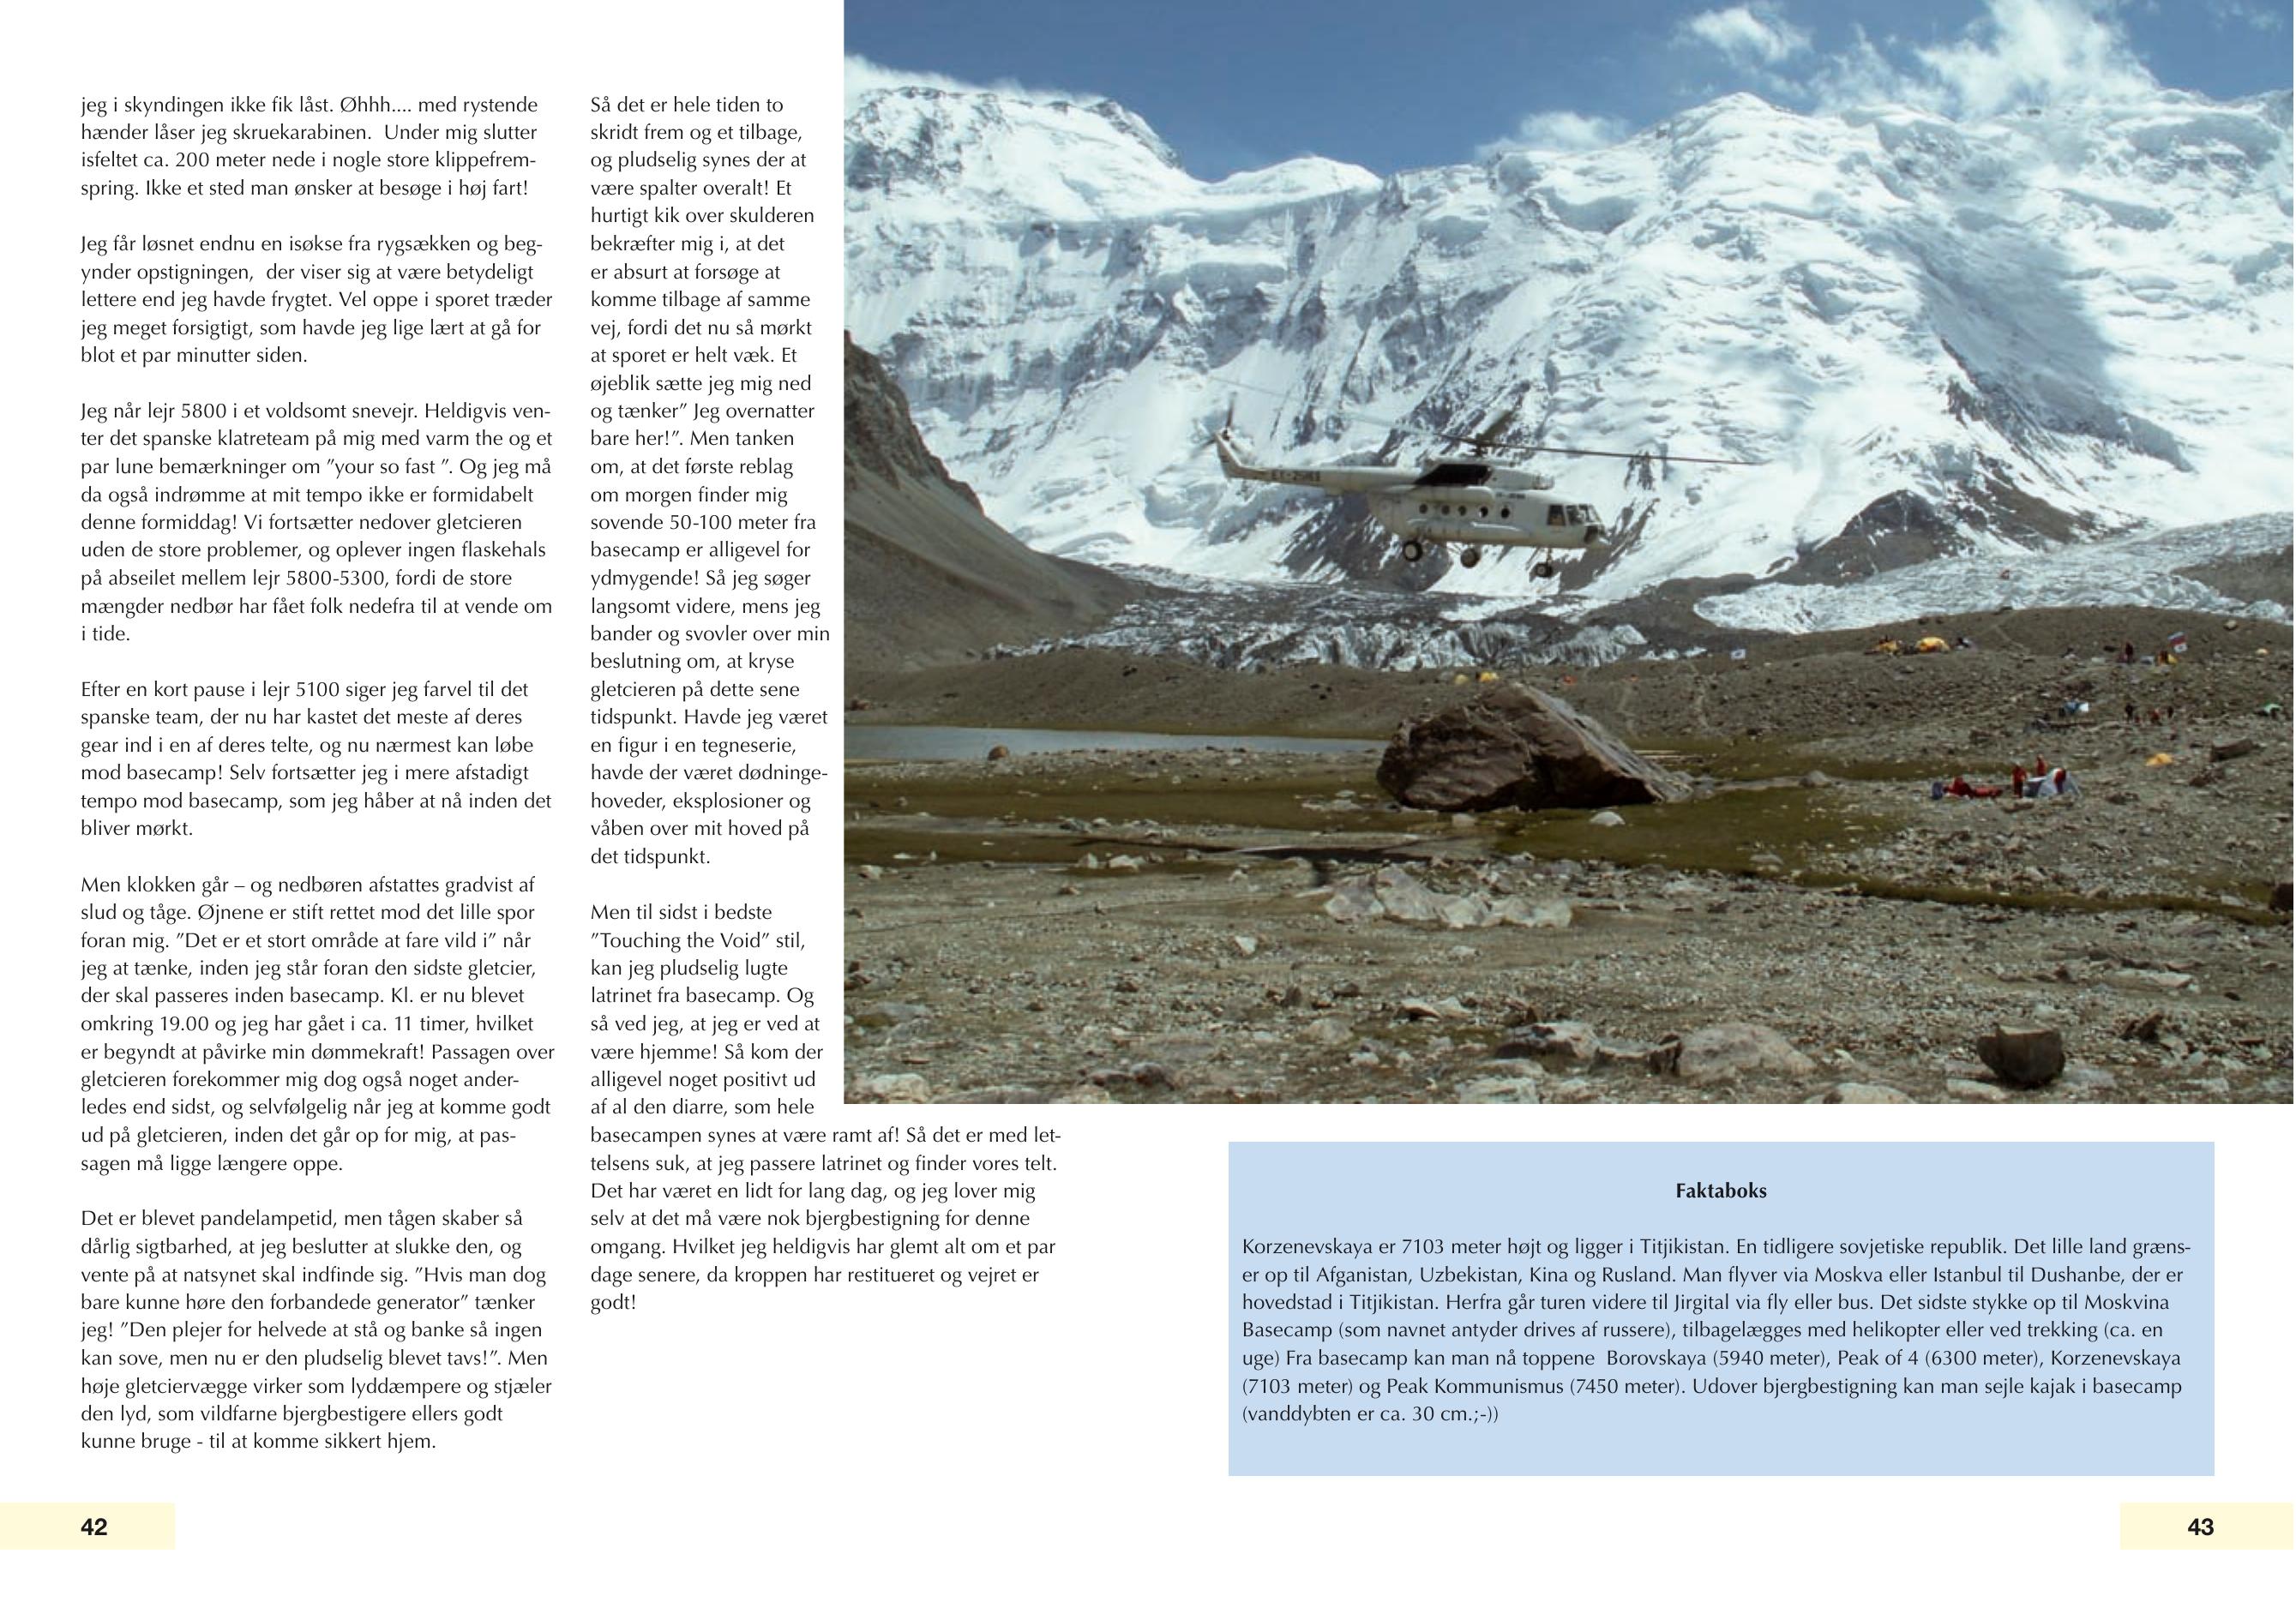 jeg i skyndingen ikke fik låst. Øhhh.... med rystende
hænder låser jeg skruekarabinen.  Under mig slutter
isfeltet ca. 200 meter nede i nogle store klippefrem-
spring. Ikke et sted man ønsker at besøge i høj fart!

Jeg får løsnet endnu en isøkse fra rygsækken og beg-
ynder opstigningen,  der viser sig at være betydeligt
lettere end jeg havde frygtet. Vel oppe i sporet træder
jeg meget forsigtigt, som havde jeg lige lært at gå for
blot et par minutter siden.

Jeg når lejr 5800 i et voldsomt snevejr. Heldigvis ven-
ter det spanske klatreteam på mig med varm the og et
par lune bemærkninger om ”your so fast ”. Og jeg må
da også indrømme at mit tempo ikke er formidabelt
denne formiddag! Vi fortsætter nedover gletcieren
uden de store problemer, og oplever ingen flaskehals
på abseilet mellem lejr 5800-5300, fordi de store
mængder nedbør har fået folk nedefra til at vende om
i tide.

Efter en kort pause i lejr 5100 siger jeg farvel til det
spanske team, der nu har kastet det meste af deres
gear ind i en af deres telte, og nu nærmest kan løbe
mod basecamp! Selv fortsætter jeg i mere afstadigt
tempo mod basecamp, som jeg håber at nå inden det
bliver mørkt.

Men klokken går – og nedbøren afstattes gradvist af
slud og tåge. Øjnene er stift rettet mod det lille spor
foran mig. ”Det er et stort område at fare vild i” når
jeg at tænke, inden jeg står foran den sidste gletcier,
der skal passeres inden basecamp. Kl. er nu blevet
omkring 19.00 og jeg har gået i ca. 11 timer, hvilket
er begyndt at påvirke min dømmekraft! Passagen over
gletcieren forekommer mig dog også noget ander-
ledes end sidst, og selvfølgelig når jeg at komme godt
ud på gletcieren, inden det går op for mig, at pas-
sagen må ligge længere oppe.

Det er blevet pandelampetid, men tågen skaber så
dårlig sigtbarhed, at jeg beslutter at slukke den, og
vente på at natsynet skal indfinde sig. ”Hvis man dog
bare kunne høre den forbandede generator” tænker
jeg! ”Den plejer for helvede at stå og banke så ingen
kan sove, men nu er den pludselig blevet tavs!”. Men
høje gletciervægge virker som lyddæmpere og stjæler
den lyd, som vildfarne bjergbestigere ellers godt
kunne bruge - til at komme sikkert hjem.

Så det er hele tiden to
skridt frem og et tilbage,
og pludselig synes der at
være spalter overalt! Et
hurtigt kik over skulderen
bekræfter mig i, at det
er absurt at forsøge at
komme tilbage af samme
vej, fordi det nu så mørkt
at sporet er helt væk. Et
øjeblik sætte jeg mig ned
og tænker” Jeg overnatter
bare her!”. Men tanken
om, at det første reblag
om morgen finder mig
sovende 50-100 meter fra
basecamp er alligevel for
ydmygende! Så jeg søger
langsomt videre, mens jeg
bander og svovler over min
beslutning om, at kryse
gletcieren på dette sene
tidspunkt. Havde jeg været
en figur i en tegneserie,
havde der været dødninge-
hoveder, eksplosioner og
våben over mit hoved på
det tidspunkt.

Men til sidst i bedste
”Touching the Void” stil,
kan jeg pludselig lugte
latrinet fra basecamp. Og
så ved jeg, at jeg er ved at
være hjemme! Så kom der
alligevel noget positivt ud
af al den diarre, som hele
basecampen synes at være ramt af! Så det er med let-
telsens suk, at jeg passere latrinet og finder vores telt.
Det har været en lidt for lang dag, og jeg lover mig
selv at det må være nok bjergbestigning for denne
omgang. Hvilket jeg heldigvis har glemt alt om et par
dage senere, da kroppen har restitueret og vejret er
godt!

Faktaboks

Korzenevskaya er 7103 meter højt og ligger i Titjikistan. En tidligere sovjetiske republik. Det lille land græns-
er op til Afganistan, Uzbekistan, Kina og Rusland. Man flyver via Moskva eller Istanbul til Dushanbe, der er
hovedstad i Titjikistan. Herfra går turen videre til Jirgital via fly eller bus. Det sidste stykke op til Moskvina
Basecamp (som navnet antyder drives af russere), tilbagelægges med helikopter eller ved trekking (ca. en
uge) Fra basecamp kan man nå toppene  Borovskaya (5940 meter), Peak of 4 (6300 meter), Korzenevskaya
(7103 meter) og Peak Kommunismus (7450 meter). Udover bjergbestigning kan man sejle kajak i basecamp
(vanddybten er ca. 30 cm.;-))

42
43